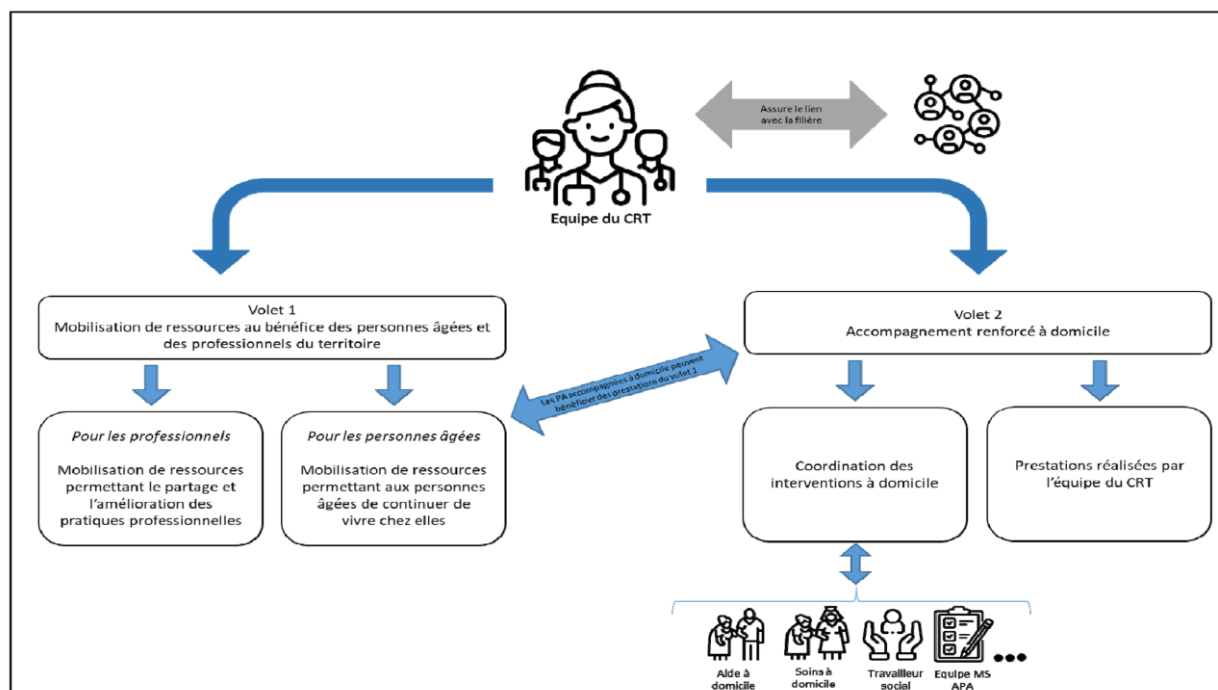 Assure le lien
avec la filière
Equipe du CRT
Volet 1
Mobilisation de ressources au bénéfice des personnes âgées et
des professionnels du territoire
Volet 2
Accompagnement renforcé à domicile
Les PA accompagnées à domicile peuvent
bénéficier des prestations du volet 1
Pour les professionnels
Mobilisation de ressources
permettant le partage et
l'amélioration des
pratiques professionnelles
Pour les personnes âgées
Mobilisation de ressources
permettant aux personnes
âgées de continuer de
vivre chez elles
Coordination des
interventions à domicile
Prestations réalisées par
l'équipe du CRT
Aide à
domicile
Soins à
domicile
Travailleur
social
Equipe MS
APA